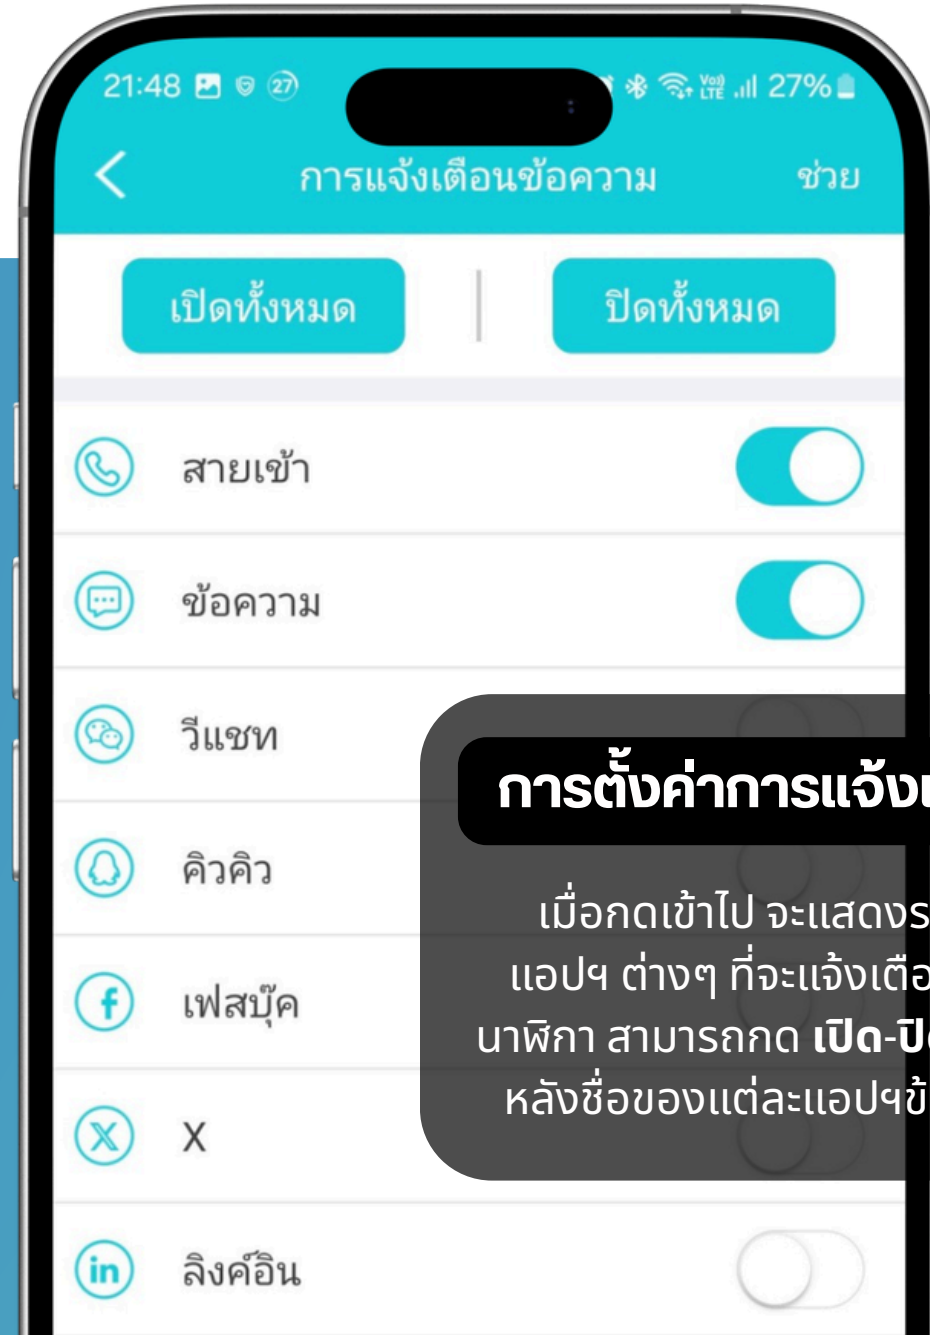 21:48 27 Vo)) LTE 27%
การแจ้งเตือนข้อความ ช่วย
เปิดทั้งหมด ปิดทั้งหมด
สายเข้า
ข้อความ
วีแชท
การตั้งค่าการแจ้ง
คิวคิว
เมื่อกดเข้าไป จะแสดง
แอปฯ ต่างๆ ที่จะแจ้งเตือ
เฟสบุ๊ค
นาฬิกา สามารถกด เปิด-ปิ
หลังชื่อของแต่ละแอปฯข้
X
ลิงค์อิน